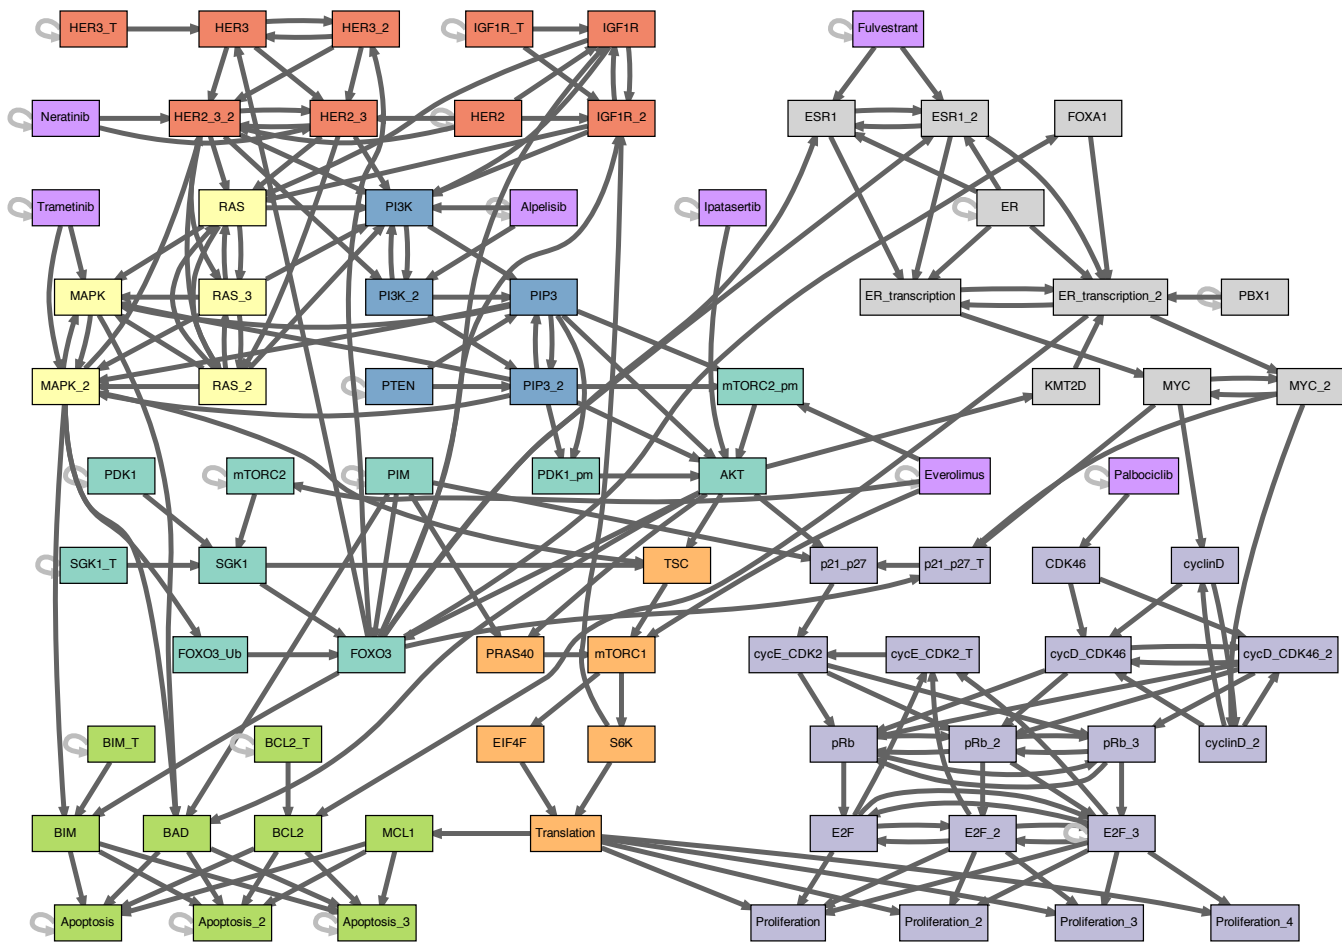 HER3_T
HER3
HER3_2
IGF1R_T
IGF1R
Fulvestrant
Neratinib
HER2_3_2
HER2_3
HER2
IGF1R_2
ESR1
ESR1_2
FOXA1
Trametinib
RAS
PI3K
Alpelisib
Ipatasertib
ER
MAPK
RAS_3
PI3K_2
PIP3
ER_transcription
ER_transcription_2
PBX1
MAPK_2
RAS_2
PTEN
PIP3_2
mTORC2_pm
KMT2D
MYC
MYC_2
PDK1
mTORC2
PIM
PDK1_pm
AKT
Everolimus
Palbociclib
SGK1_T
SGK1
TSC
p21_p27
p21_p27_T
CDK46
cyclinD
FOXO3_Ub
FOXO3
PRAS40
mTORC1
cycE_CDK2
cycE_CDK2_T
cycD_CDK46
cycD_CDK46_2
BIM_T
BCL2_T
EIF4F
S6K
pRb
pRb_2
pRb_3
cyclinD_2
BIM
BAD
BCL2
MCL1
Translation
E2F
E2F_2
E2F_3
Apoptosis
Apoptosis_2
Apoptosis_3
Proliferation
Proliferation_2
Proliferation_3
Proliferation_4